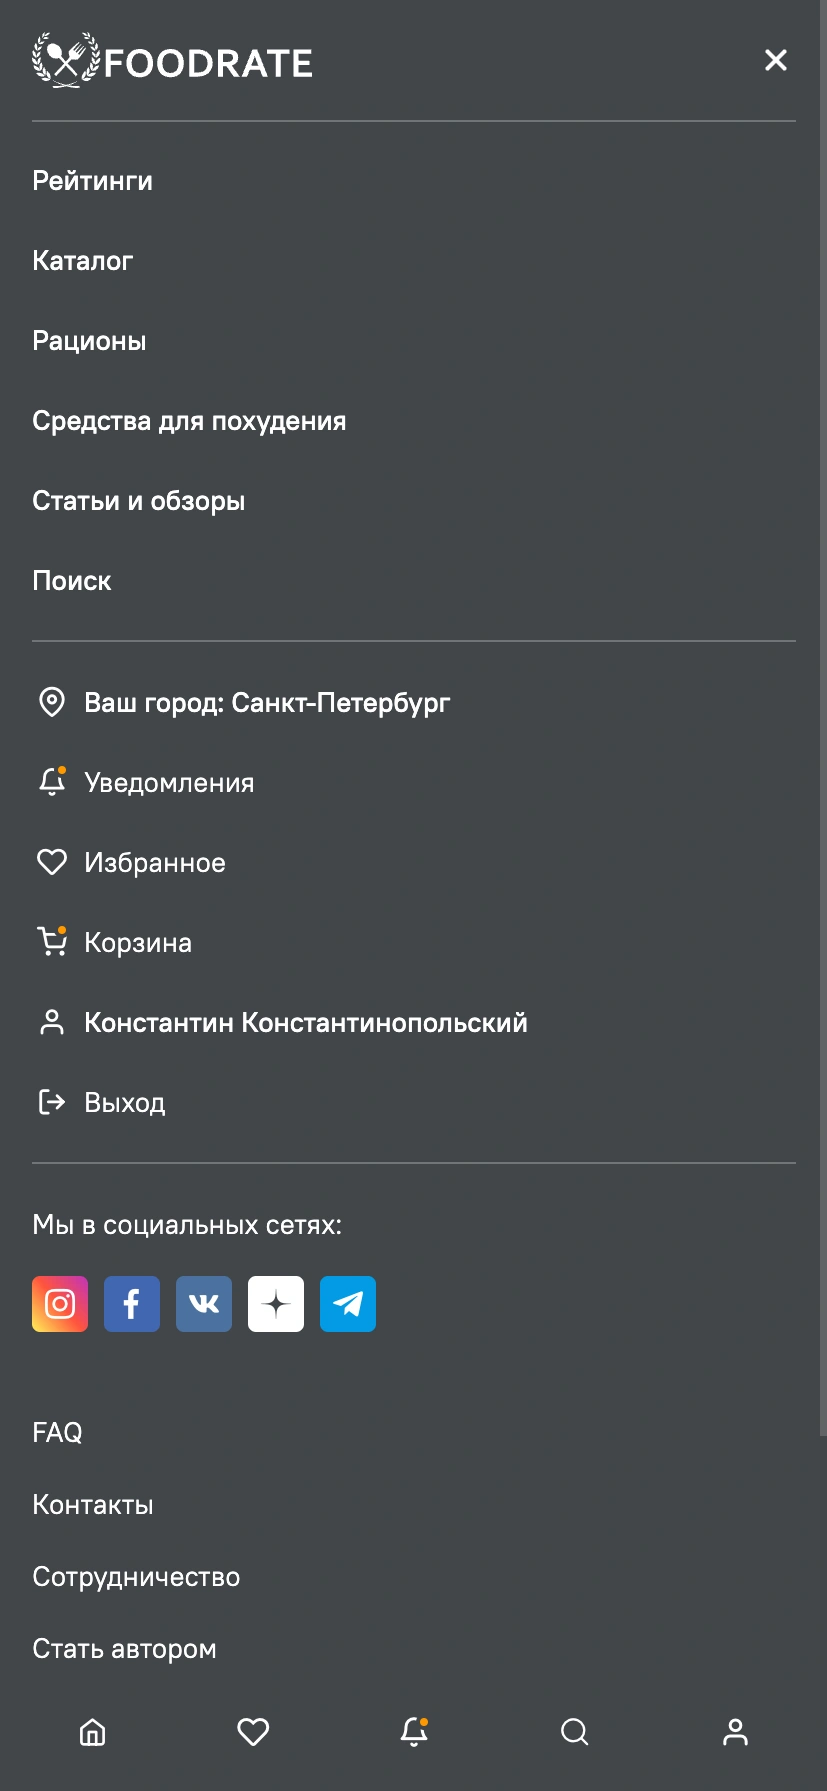 FOODRATE
Рейтинги
Каталог
Рационы
Средства для похудения
Статьи и обзоры
Поиск
Ваш город: Санкт-Петербург
Уведомления
Избранное
Корзина
Константин Константинопольский
Выход
Мы в социальных сетях:
FAQ
Контакты
Сотрудничество
Стать автором